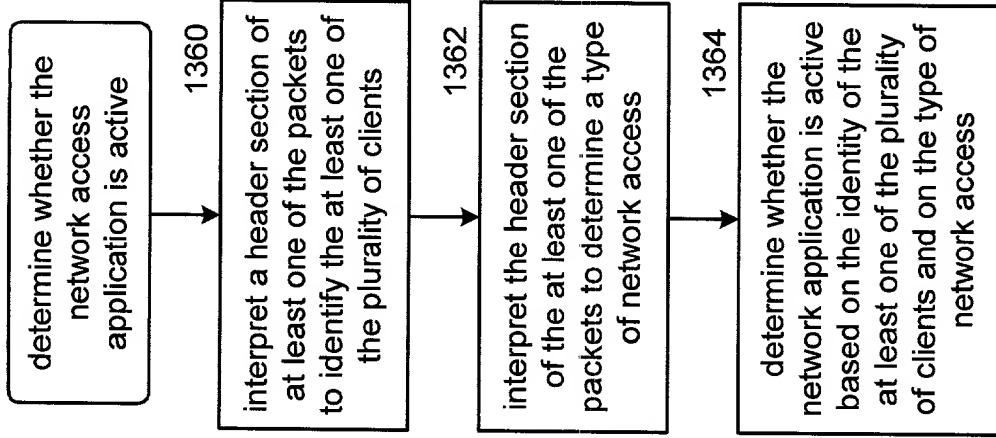 determine whether the
network access
application is active
1360
interpret a header section of
at least one of the packets
to identify the at least one of
the plurality of clients
1362
interpret the header section
of the at least one of the
packets to determine a type
of network access
1364
determine whether the
network application is active
based on the identity of the
at least one of the plurality
of clients and on the type of
network access